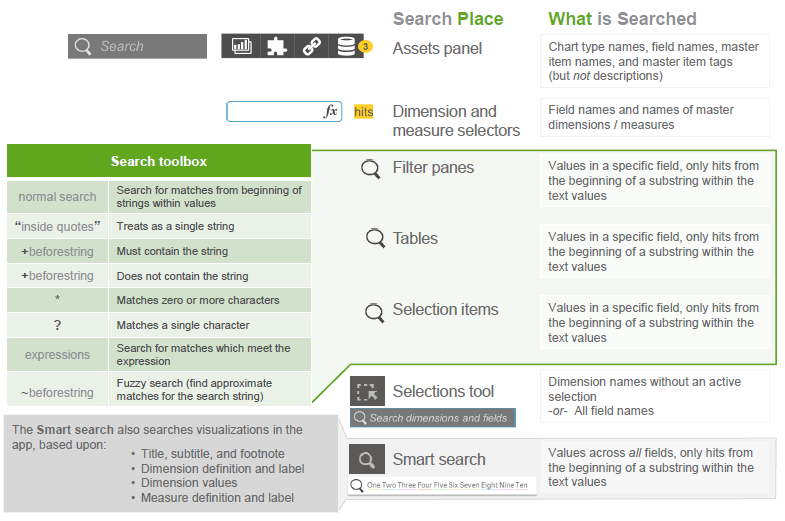 Search Place
What is Searched
Search
3
Assets panel
Chart type names, field names, master
item names, and master item tags
(but not descriptions)
fx
hits
Dimension and
measure selectors
Field names and names of master
dimensions / measures
Search toolbox
normal search
Search for matches from beginning of
strings within values
“inside quotes”
Treats as a single string
+beforestring
Must contain the string
+beforestring
Does not contain the string
*
Matches zero or more characters
?
Matches a single character
expressions
Search for matches which meet the
expression
~beforestring
Fuzzy search (find approximate
matches for the search string)
Filter panes
Values in a specific field, only hits from
the beginning of a substring within the
text values
Tables
Values in a specific field, only hits from
the beginning of a substring within the
text values
Selection items
Values in a specific field, only hits from
the beginning of a substring within the
text values
Selections tool
Search dimensions and fields
Dimension names without an active
selection
-or- All field names
The Smart search also searches visualizations in the
app, based upon:
• Title, subtitle, and footnote
• Dimension definition and label
• Dimension values
• Measure definition and label
Smart search
One Two Three Four Five Six Seven Eight Nine Ten
Values across all fields, only hits from
the beginning of a substring within the
text values